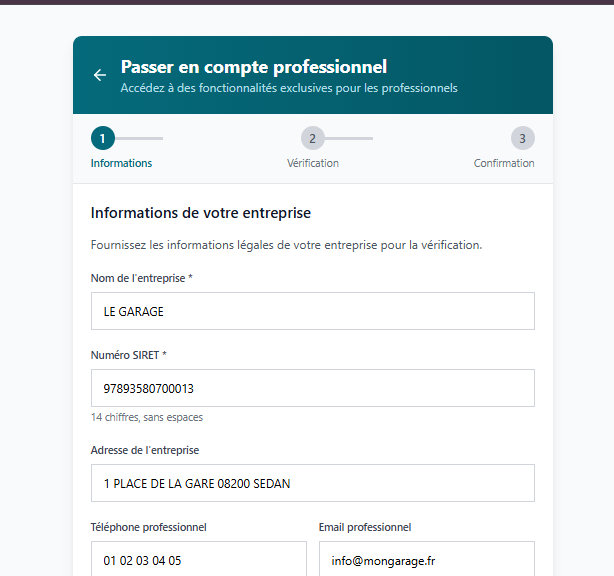 Passer en compte professionnel
Accédez à des fonctionnalités exclusives pour les professionnels
1
2
3
Informations
Vérification
Confirmation
Informations de votre entreprise
Fournissez les informations légales de votre entreprise pour la vérification.
Nom de l'entreprise *
LE GARAGE
Numéro SIRET *
97893580700013
14 chiffres, sans espaces
Adresse de l'entreprise
1 PLACE DE LA GARE 08200 SEDAN
Téléphone professionnel
Email professionnel
01 02 03 04 05
info@mongarage.fr